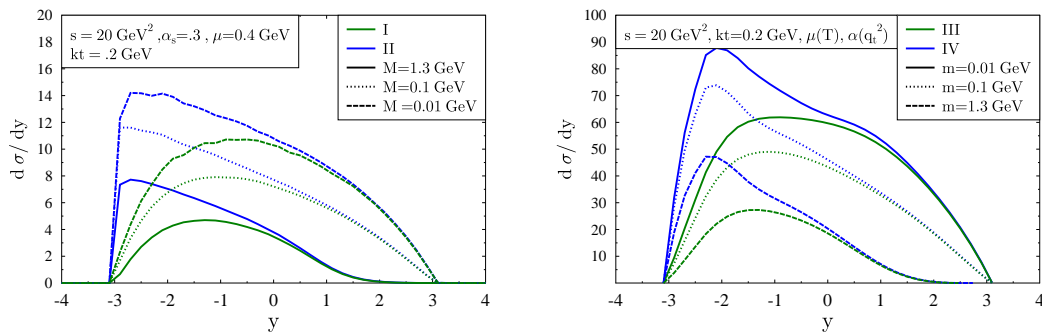 s = 20 GeV² ,αₛ=.3 , μ=0.4 GeV
kt = .2 GeV
I
II
M=1.3 GeV
M=0.1 GeV
M =0.01 GeV
20
18
16
14
12
10
8
6
4
2
0
d σ/ dy
-4 -3 -2 -1 0 1 2 3 4
y
s = 20 GeV², kt=0.2 GeV, μ(T), α(qₜ²)
III
IV
m=0.01 GeV
m=0.1 GeV
m=1.3 GeV
100
90
80
70
60
50
40
30
20
10
d σ/ dy
-4 -3 -2 -1 0 1 2 3 4
y